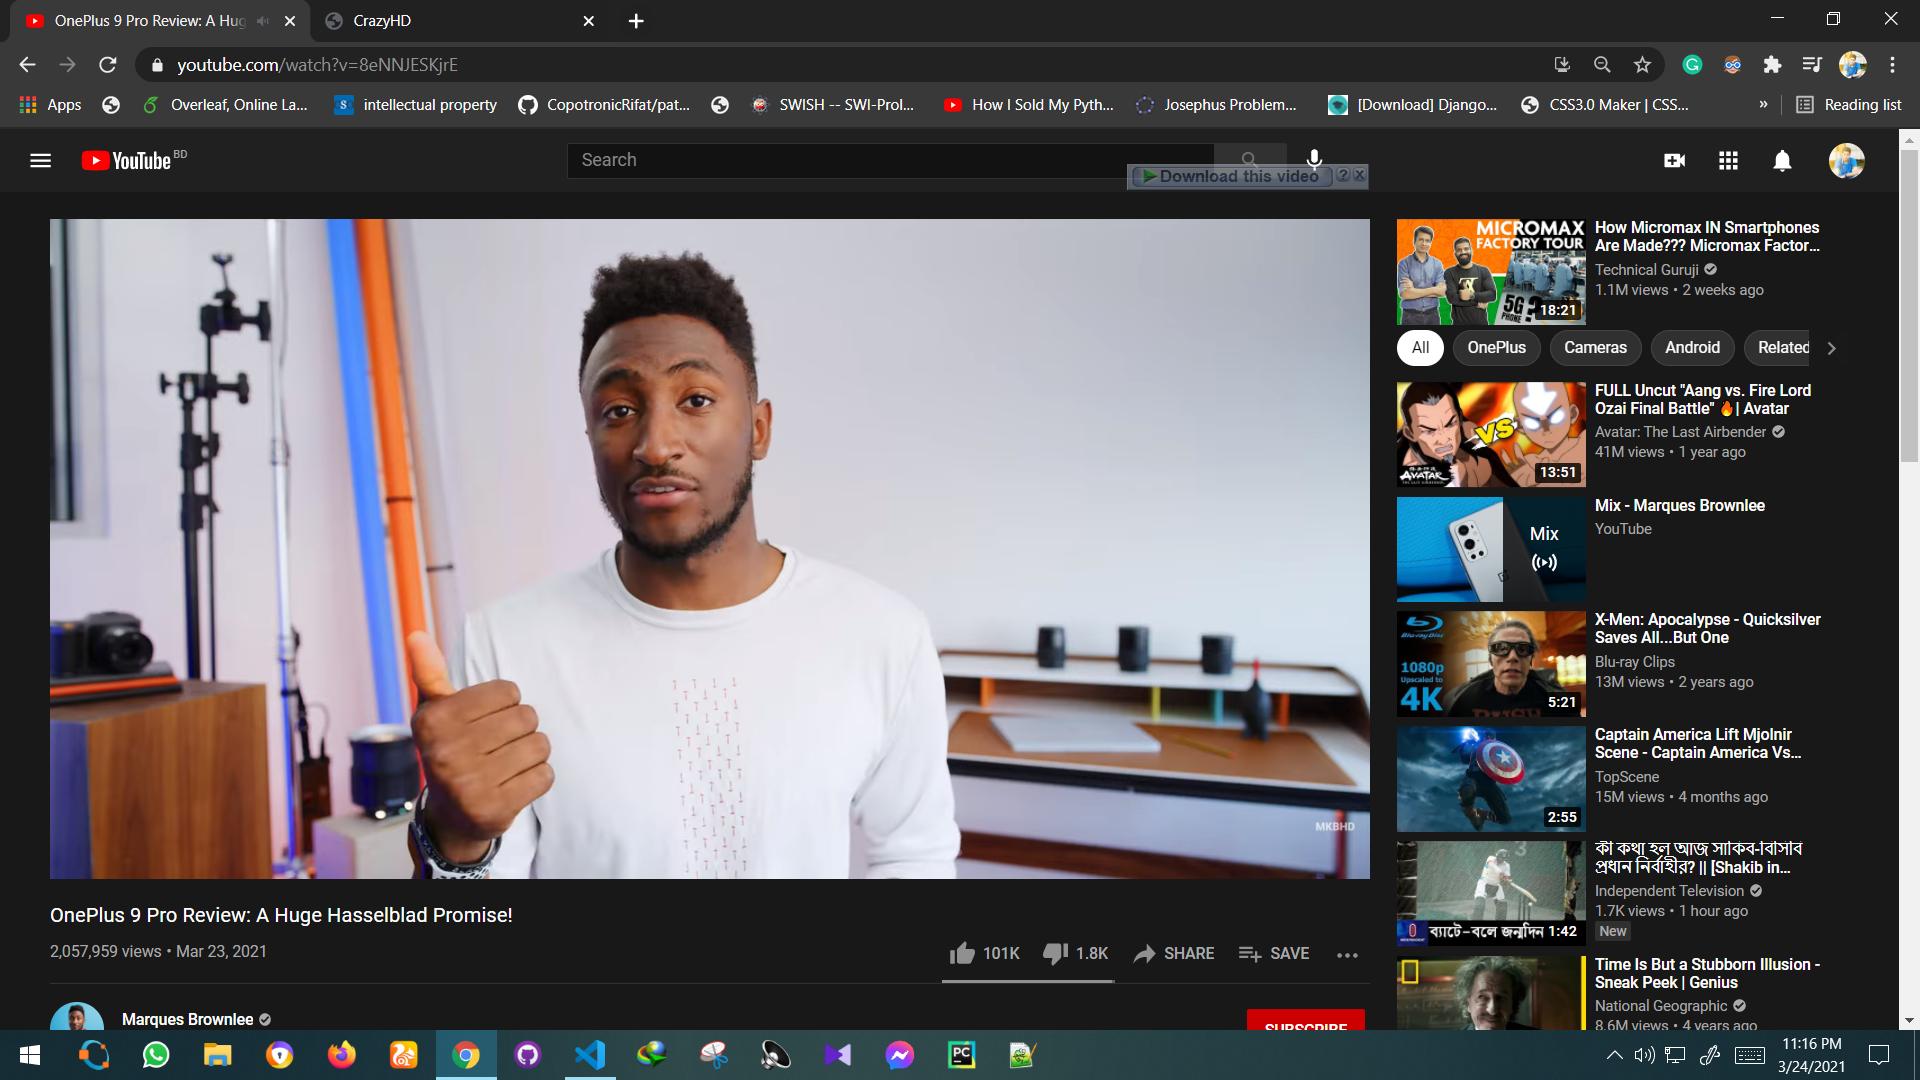 OnePlus 9 Pro Review: A Hug
CrazyHD
youtube.com/watch?v=8eNNJESKjrE
Apps
Overleaf, Online La...
intellectual property
CopotronicRifat/pat...
SWISH -- SWI-Prol...
How I Sold My Pyth...
Josephus Problem...
[Download] Django...
CSS3.0 Maker | CSS...
»
Reading list
YouTube BD
Search
Download this video
MKBHD
OnePlus 9 Pro Review: A Huge Hasselblad Promise!
2,057,959 views • Mar 23, 2021
101K
1.8K
SHARE
SAVE
Marques Brownlee
SUBSCRIBE
MICROMAX
FACTORY TOUR
5G ?
PHONE
18:21
How Micromax IN Smartphones
Are Made??? Micromax Factor...
Technical Guruji
1.1M views • 2 weeks ago
All
OnePlus
Cameras
Android
Related
VS
AVATAR
13:51
FULL Uncut "Aang vs. Fire Lord
Ozai Final Battle" 🔥| Avatar
Avatar: The Last Airbender
41M views • 1 year ago
Mix
Mix - Marques Brownlee
YouTube
Blu-ray Disc
1080p
Upscaled to
4K
5:21
X-Men: Apocalypse - Quicksilver
Saves All...But One
Blu-ray Clips
13M views • 2 years ago
2:55
Captain America Lift Mjolnir
Scene - Captain America Vs...
TopScene
15M views • 4 months ago
ব্যাটে-বলে জন্মদিন
1:42
কী কথা হল আজ সাকিব-বিসিবি
প্রধান নির্বাহীর? || [Shakib in...
Independent Television
1.7K views • 1 hour ago
New
Time Is But a Stubborn Illusion -
Sneak Peek | Genius
National Geographic
8.6M views • 4 years ago
11:16 PM
3/24/2021